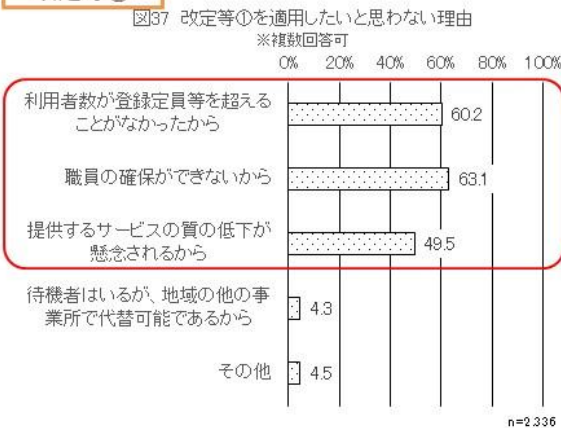 図37 改定等①を適用したいと思わない理由
※複数回答可
0% 20% 40% 60% 80% 100%
利用者数が登録定員等を超える
ことがなかったから
60.2
職員の確保ができないから
63.1
提供するサービスの質の低下が
懸念されるから
49.5
待機者はいるが、地域の他の事
業所で代替可能であるから
4.3
その他
4.5
n=2,336